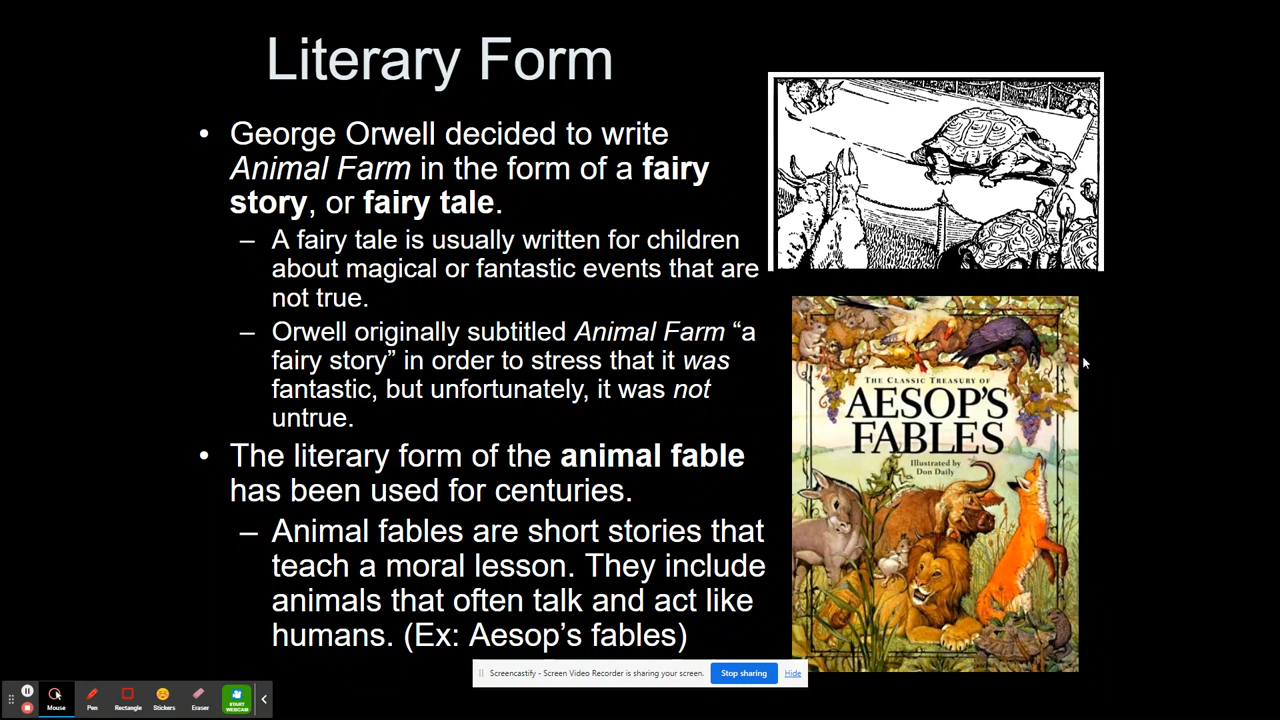 Literary Form
• George Orwell decided to write
Animal Farm in the form of a fairy
story, or fairy tale.
– A fairy tale is usually written for children
about magical or fantastic events that are
not true.
– Orwell originally subtitled Animal Farm “a
fairy story” in order to stress that it was
fantastic, but unfortunately, it was not
untrue.
• The literary form of the animal fable
has been used for centuries.
– Animal fables are short stories that
teach a moral lesson. They include
animals that often talk and act like
humans. (Ex: Aesop’s fables)
THE CLASSIC TREASURY OF
AESOP'S
FABLES
Illustrated by
Don Daily
Screencastify - Screen Video Recorder is sharing your screen. Stop sharing Hide
Mouse Pen Rectangle Stickers Eraser START
WEBCAM